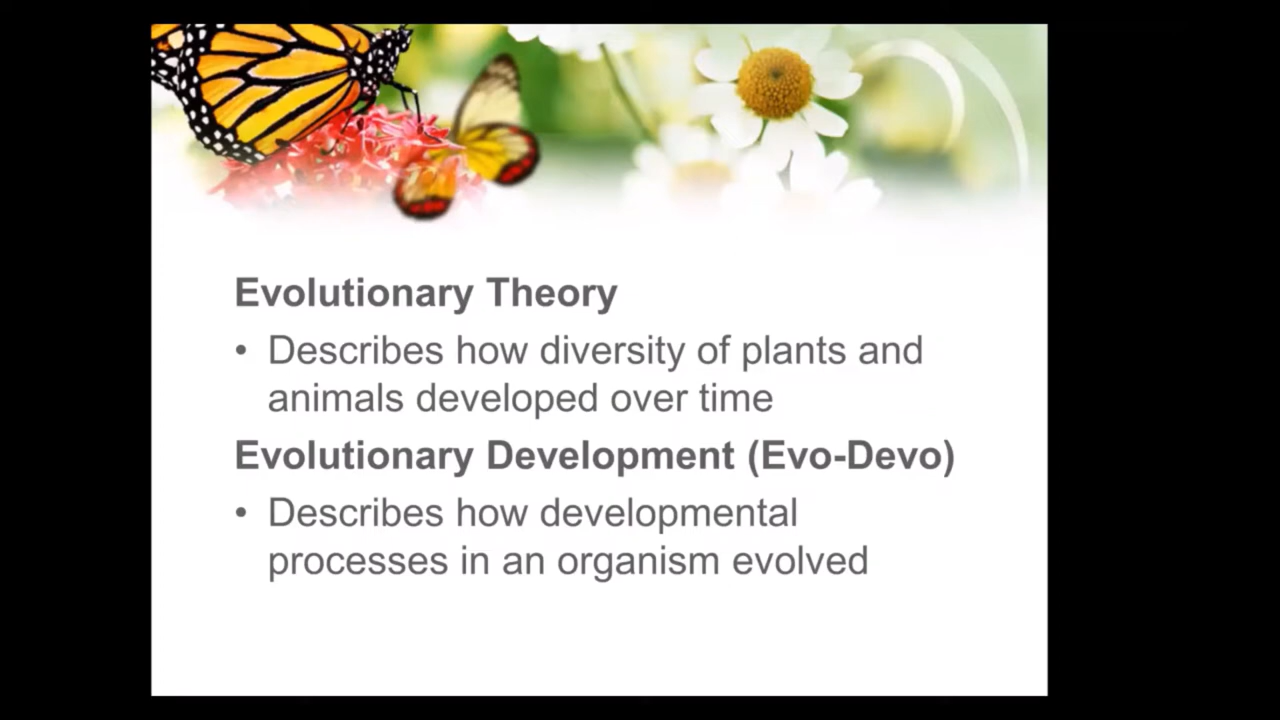 Evolutionary Theory
• Describes how diversity of plants and
animals developed over time
Evolutionary Development (Evo-Devo)
• Describes how developmental
processes in an organism evolved